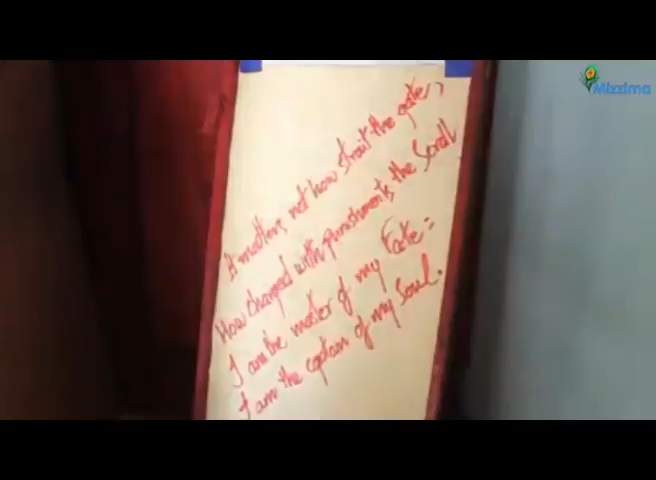 It matters not how strait the gate,
How charged with punishments the Scroll
I am the master of my Fate:
I am the captain of my Soul.
Mizzima